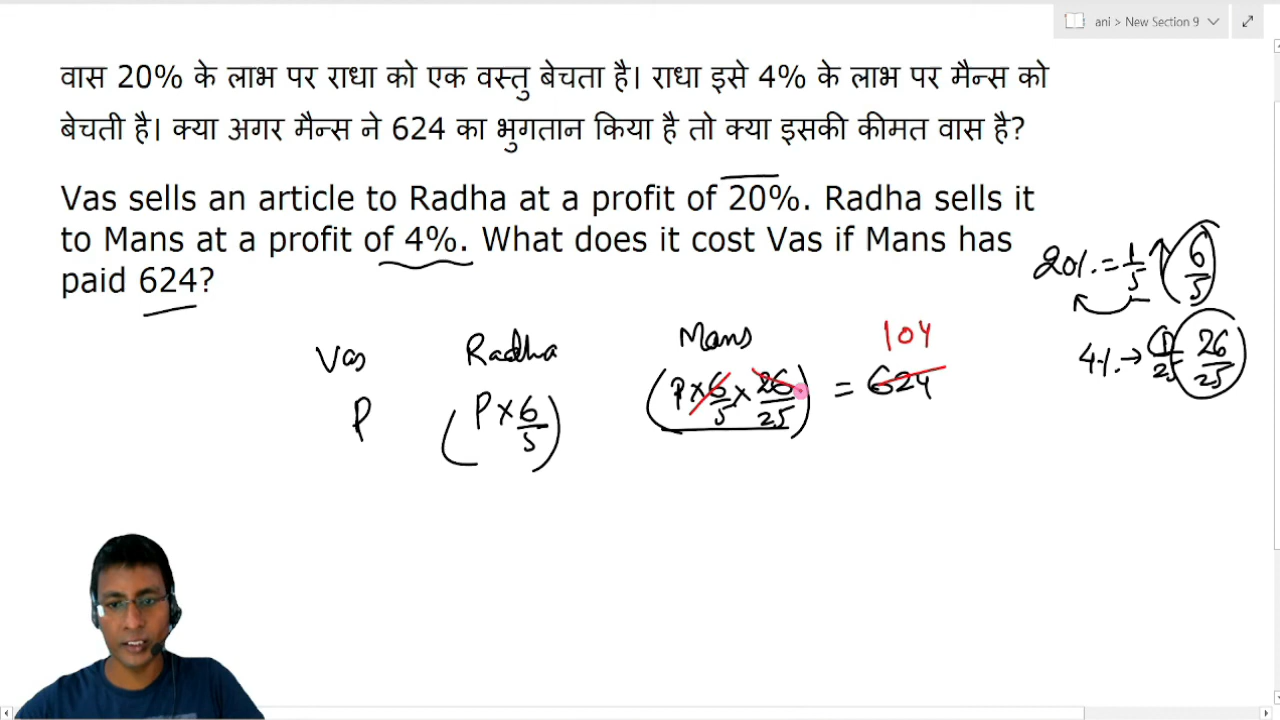 ani > New Section 9
वास 20% के लाभ पर राधा को एक वस्तु बेचता है। राधा इसे 4% के लाभ पर मैन्स को
बेचती है। क्या अगर मैन्स ने 624 का भुगतान किया है तो क्या इसकी कीमत वास है?
Vas sells an article to Radha at a profit of 20%. Radha sells it
to Mans at a profit of 4%. What does it cost Vas if Mans has
paid 624?
20% = 1/5 ↑ 6/5
4% → 1/25 26/25
Vas Radha Mans 104
P (P × 6/5) (P × 6/5 × 26/25) = 624